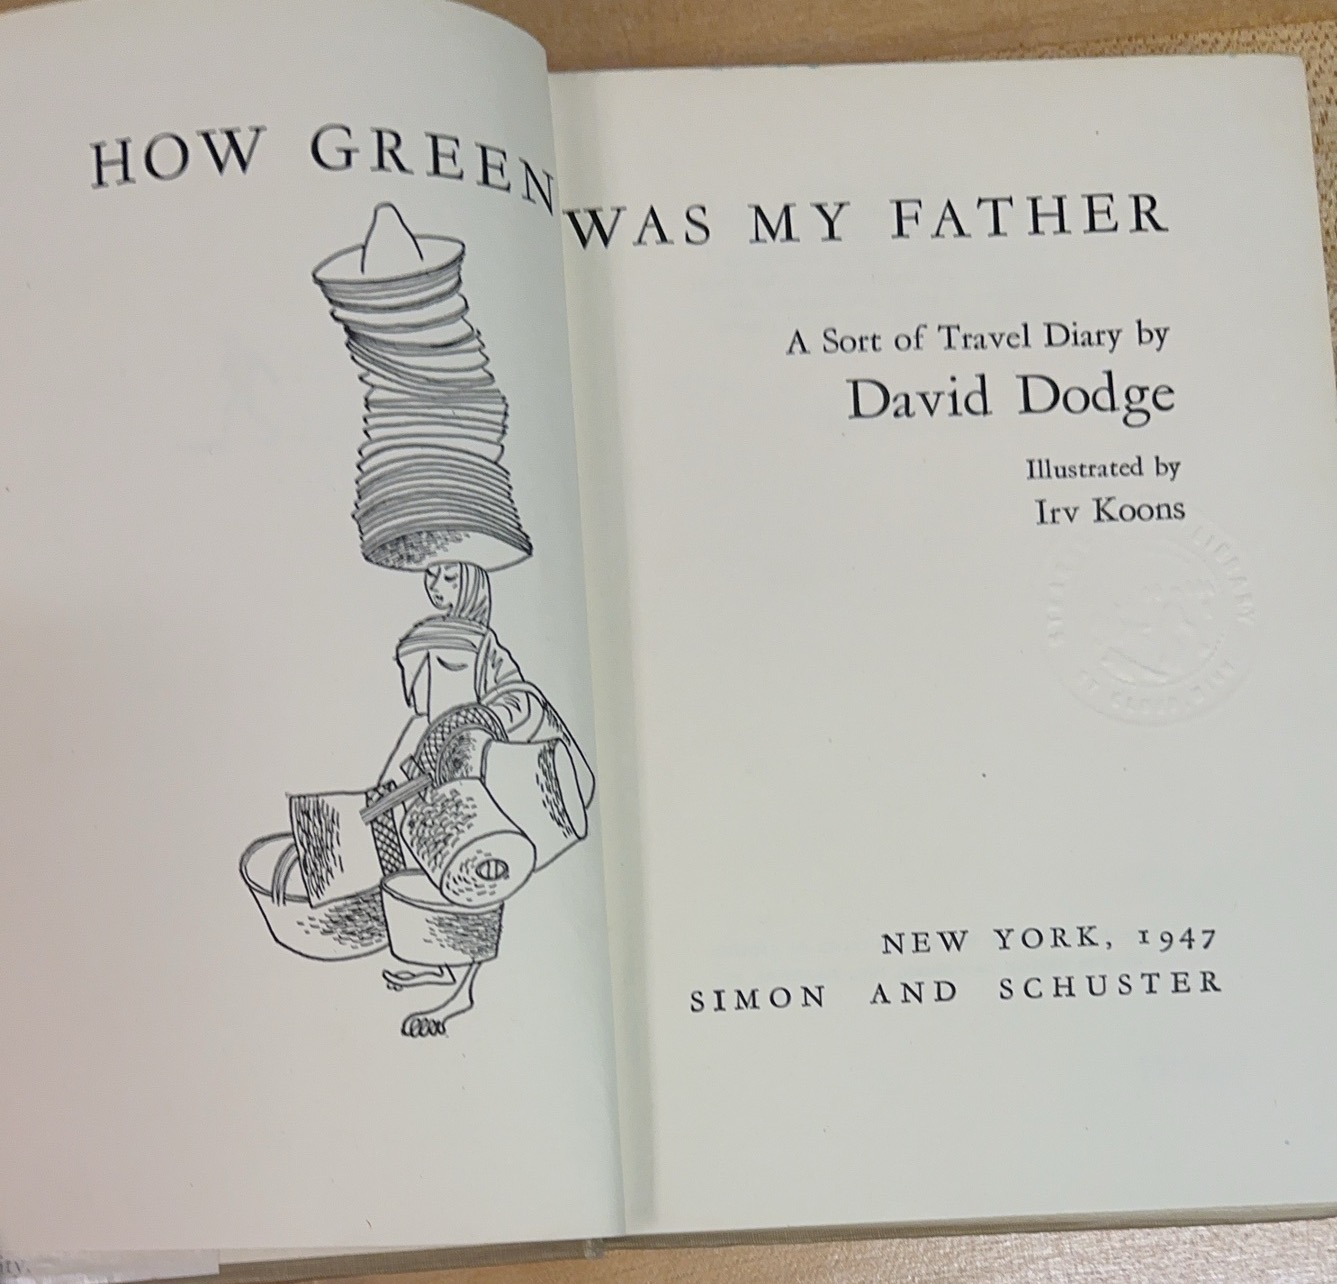 HOW GREEN WAS MY FATHER
A Sort of Travel Diary by
David Dodge
Illustrated by
Irv Koons
LIBRARY
NEW YORK, 1947
SIMON AND SCHUSTER